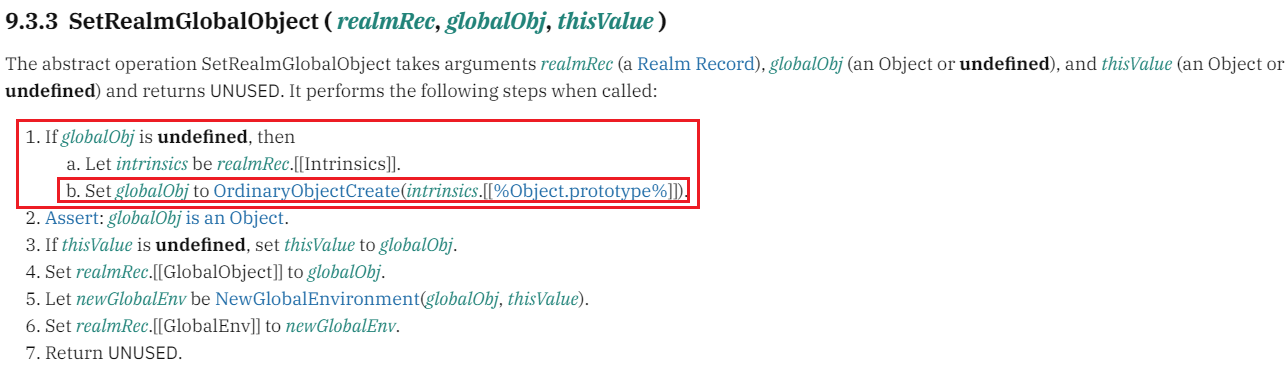 9.3.3 SetRealmGlobalObject ( realmRec, globalObj, thisValue )
The abstract operation SetRealmGlobalObject takes arguments realmRec (a Realm Record), globalObj (an Object or undefined), and thisValue (an Object or
undefined) and returns UNUSED. It performs the following steps when called:
1. If globalObj is undefined, then
a. Let intrinsics be realmRec.[[Intrinsics]].
b. Set globalObj to OrdinaryObjectCreate(intrinsics.[[%Object.prototype%]]).
2. Assert: globalObj is an Object.
3. If thisValue is undefined, set thisValue to globalObj.
4. Set realmRec.[[GlobalObject]] to globalObj.
5. Let newGlobalEnv be NewGlobalEnvironment(globalObj, thisValue).
6. Set realmRec.[[GlobalEnv]] to newGlobalEnv.
7. Return UNUSED.